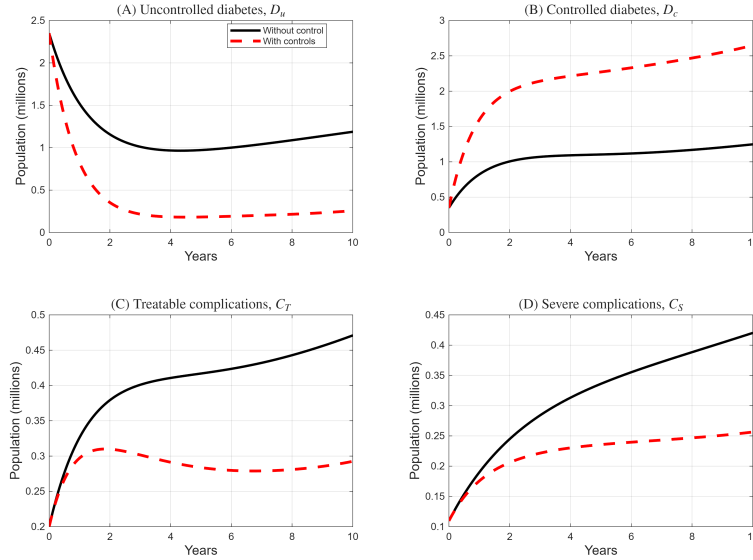 (A) Uncontrolled diabetes, D_u
Without control
With controls
Population (millions)
2.5
2
1.5
1
0.5
0
0 2 4 6 8 10
Years
(B) Controlled diabetes, D_c
Population (millions)
3
2.5
2
1.5
1
0.5
0
0 2 4 6 8 1
Years
(C) Treatable complications, C_T
Population (millions)
0.5
0.45
0.4
0.35
0.3
0.25
0.2
0 2 4 6 8 10
Years
(D) Severe complications, C_S
Population (millions)
0.45
0.4
0.35
0.3
0.25
0.2
0.15
0.1
0 2 4 6 8 1
Years